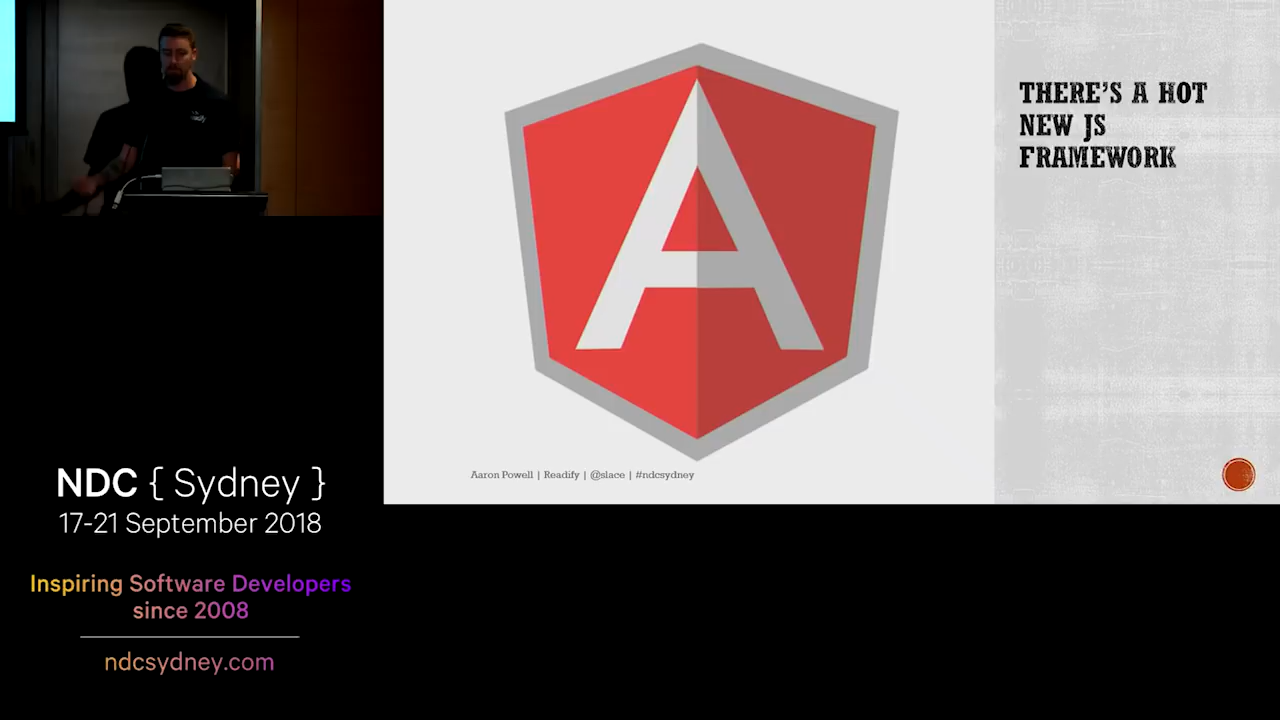 THERE'S A HOT
NEW JS
FRAMEWORK
A
Aaron Powell | Readify | @slace | #ndcsydney
NDC { Sydney }
17-21 September 2018
Inspiring Software Developers
since 2008
ndcsydney.com